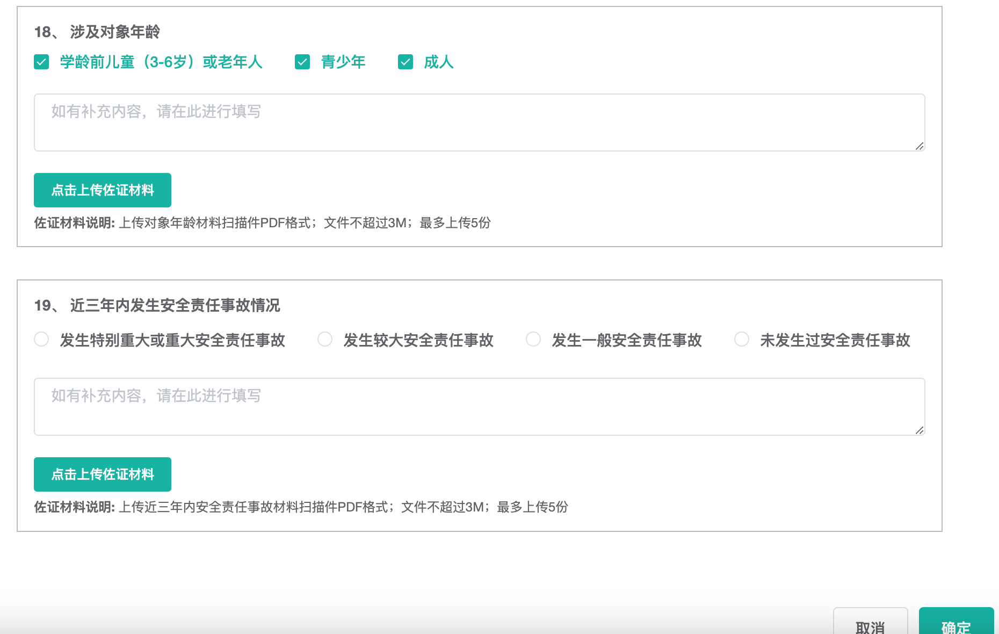 18、 涉及对象年龄
学龄前儿童（3-6岁）或老年人 青少年 成人
如有补充内容，请在此进行填写
点击上传佐证材料
佐证材料说明: 上传对象年龄材料扫描件PDF格式；文件不超过3M；最多上传5份
19、 近三年内发生安全责任事故情况
发生特别重大或重大安全责任事故 发生较大安全责任事故 发生一般安全责任事故 未发生过安全责任事故
如有补充内容，请在此进行填写
点击上传佐证材料
佐证材料说明: 上传近三年内安全责任事故材料扫描件PDF格式；文件不超过3M；最多上传5份
取消 确定